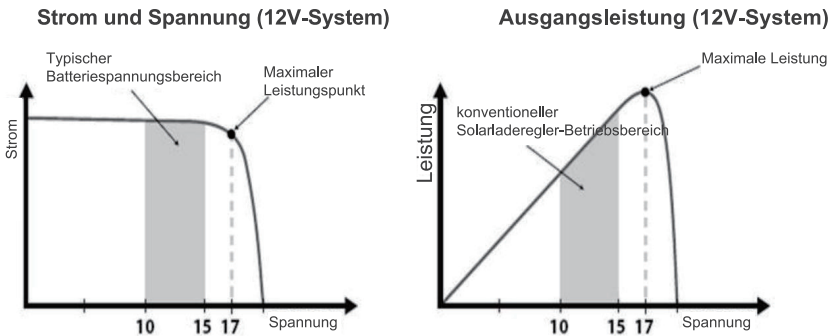 Strom und Spannung (12V-System)
Typischer
Batteriespannungsbereich
Maximaler
Leistungspunkt
Strom
10 15 17 Spannung
Ausgangsleistung (12V-System)
Maximale Leistung
konventioneller
Solarladeregler-Betriebsbereich
Leistung
10 15 17 Spannung